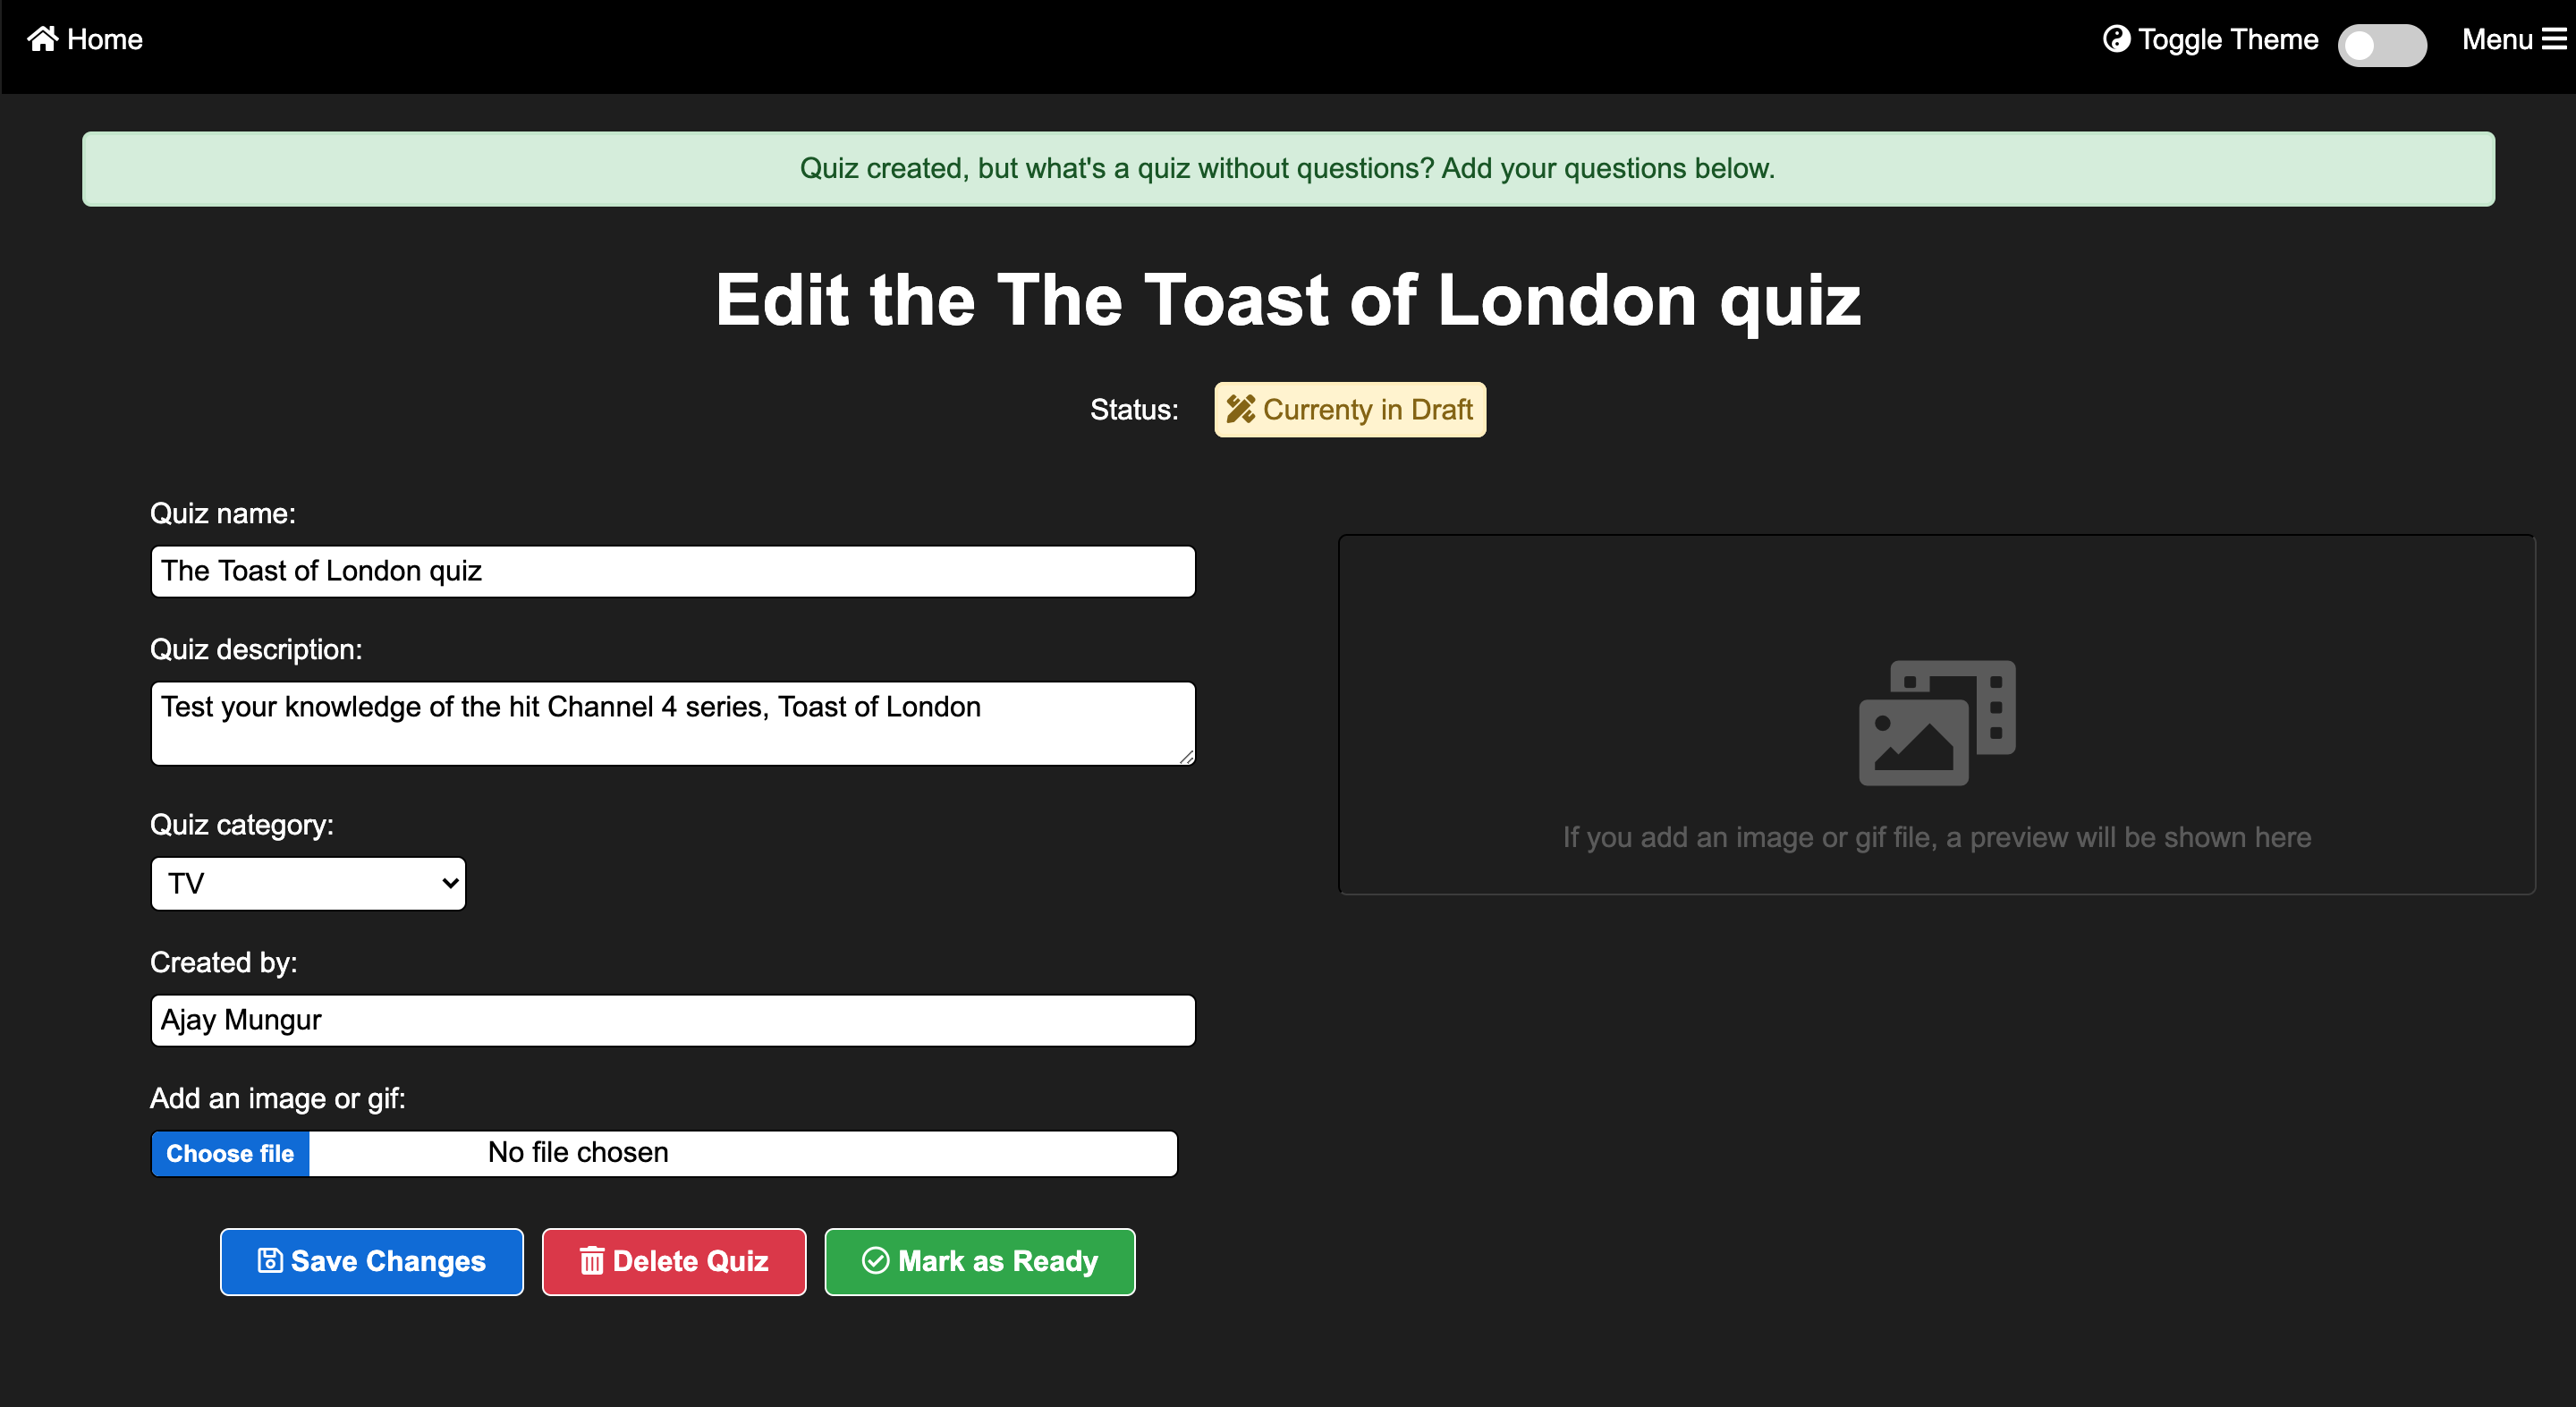 Home
Toggle Theme
Menu
Quiz created, but what's a quiz without questions? Add your questions below.
Edit the The Toast of London quiz
Status:
Currenty in Draft
Quiz name:
The Toast of London quiz
Quiz description:
Test your knowledge of the hit Channel 4 series, Toast of London
Quiz category:
TV
Created by:
Ajay Mungur
Add an image or gif:
Choose file
No file chosen
If you add an image or gif file, a preview will be shown here
Save Changes
Delete Quiz
Mark as Ready